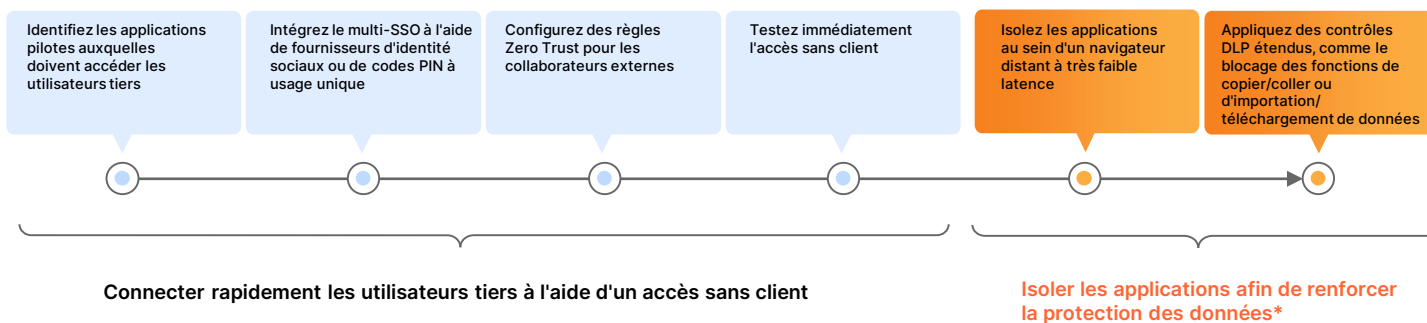 Identifiez les applications
pilotes auxquelles
doivent accéder les
utilisateurs tiers
Intégrez le multi-SSO à l'aide
de fournisseurs d'identité
sociaux ou de codes PIN à
usage unique
Configurez des règles
Zero Trust pour les
collaborateurs externes
Testez immédiatement
l'accès sans client
Isolez les applications
au sein d'un navigateur
distant à très faible
latence
Appliquez des contrôles
DLP étendus, comme le
blocage des fonctions de
copier/coller ou
d'importation/
téléchargement de données
Connecter rapidement les utilisateurs tiers à l'aide d'un accès sans client
Isoler les applications afin de renforcer
la protection des données*